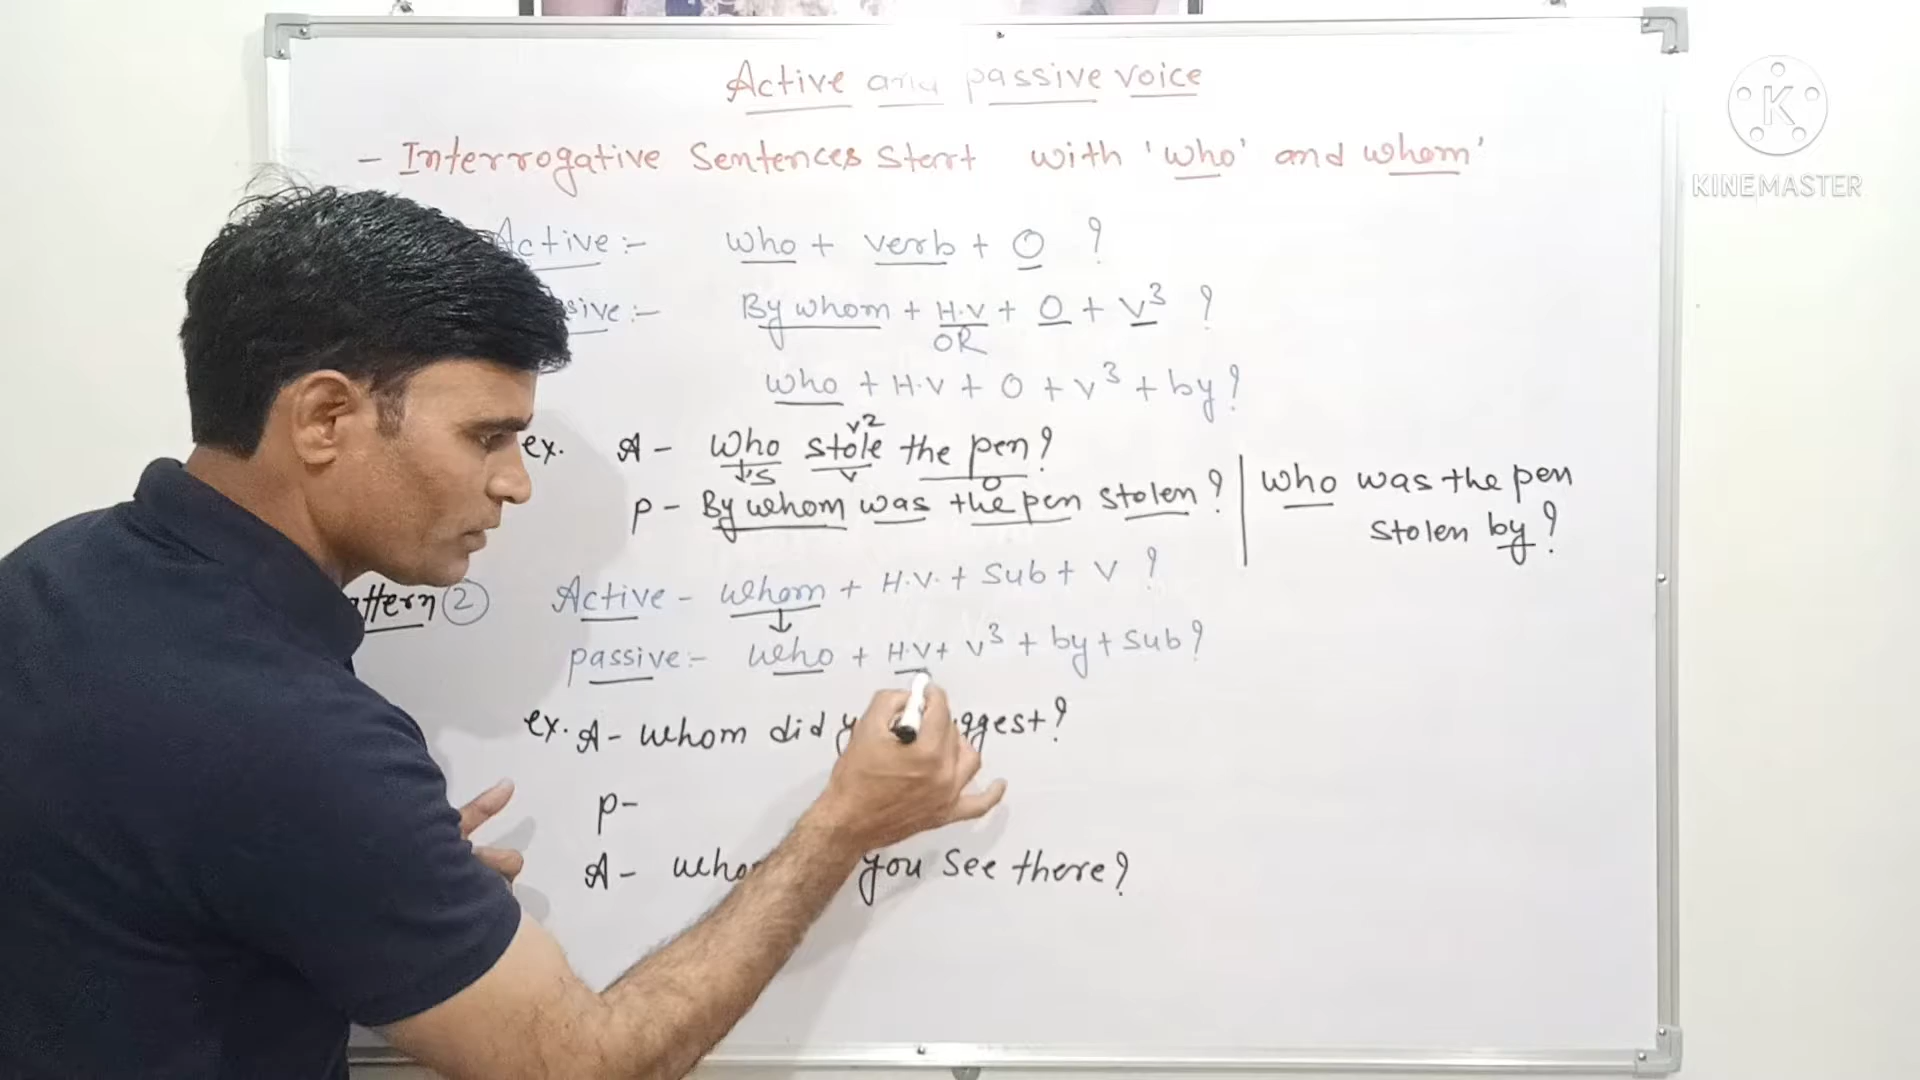 Active and passive voice
- Interrogative Sentences Start with 'who' and whom'
Active :- who + verb + O ?
:- By whom + H.V + O + V3 ?
OR
who + H.V + O + V3 + by ?
V2
ex. A - Who stole the pen?
S V O
P - By whom was the pen stolen? | who was the pen
stolen by?
② Active - whom + H.V. + Sub + V ?
passive :- who + H.V + V3 + by + Sub?
ex. A - whom did
P-
A - you see there?
KINEMASTER